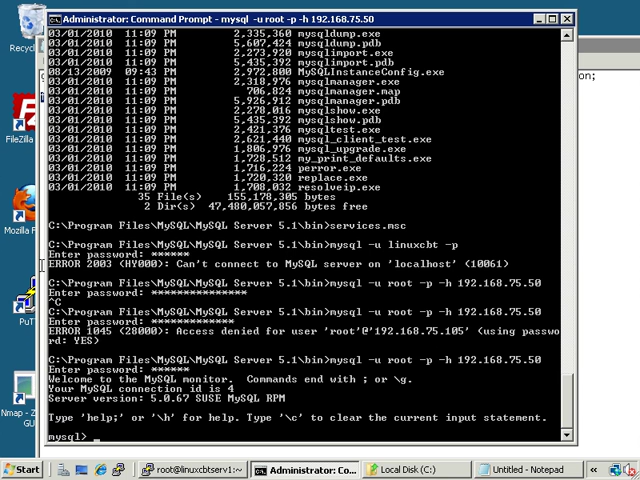 Administrator: Command Prompt - mysql -u root -p -h 192.168.75.50
03/01/2010 11:09 PM 2,335,360 mysqldump.exe
03/01/2010 11:09 PM 5,607,424 mysqldump.pdb
03/01/2010 11:09 PM 2,273,920 mysqlimport.exe
03/01/2010 11:09 PM 5,435,392 mysqlimport.pdb
08/13/2009 09:43 PM 2,972,800 MySQLInstanceConfig.exe
03/01/2010 11:09 PM 2,318,976 mysqlmanager.exe
03/01/2010 11:09 PM 706,824 mysqlmanager.map
03/01/2010 11:09 PM 5,926,912 mysqlmanager.pdb
03/01/2010 11:09 PM 2,278,016 mysqlshow.exe
03/01/2010 11:09 PM 5,435,392 mysqlshow.pdb
03/01/2010 11:09 PM 2,421,376 mysqltest.exe
03/01/2010 11:09 PM 2,621,440 mysql_client_test.exe
03/01/2010 11:09 PM 1,806,976 mysql_upgrade.exe
03/01/2010 11:09 PM 1,728,512 my_print_defaults.exe
03/01/2010 11:09 PM 1,716,224 perror.exe
03/01/2010 11:09 PM 1,720,320 replace.exe
03/01/2010 11:09 PM 1,708,032 resolveip.exe
35 File(s) 155,178,305 bytes
2 Dir(s) 47,480,057,856 bytes free
C:\Program Files\MySQL\MySQL Server 5.1\bin>services.msc
C:\Program Files\MySQL\MySQL Server 5.1\bin>mysql -u linuxcbt -p
Enter password: ******
ERROR 2003 (HY000): Can't connect to MySQL server on 'localhost' (10061)
C:\Program Files\MySQL\MySQL Server 5.1\bin>mysql -u root -p -h 192.168.75.50
Enter password: ***************
^C
C:\Program Files\MySQL\MySQL Server 5.1\bin>mysql -u root -p -h 192.168.75.50
Enter password: *************
ERROR 1045 (28000): Access denied for user 'root'@'192.168.75.105' (using passwo
rd: YES)
C:\Program Files\MySQL\MySQL Server 5.1\bin>mysql -u root -p -h 192.168.75.50
Enter password: ******
Welcome to the MySQL monitor. Commands end with ; or \g.
Your MySQL connection id is 4
Server version: 5.0.67 SUSE MySQL RPM
Type 'help;' or '\h' for help. Type '\c' to clear the current input statement.
mysql> _
on;
Recyc
FileZilla
Mozilla F
PuT
Nmap - Z
GUI
Start
root@linuxcbtserv1:~
Administrator: Co...
Local Disk (C:)
Untitled - Notepad
«